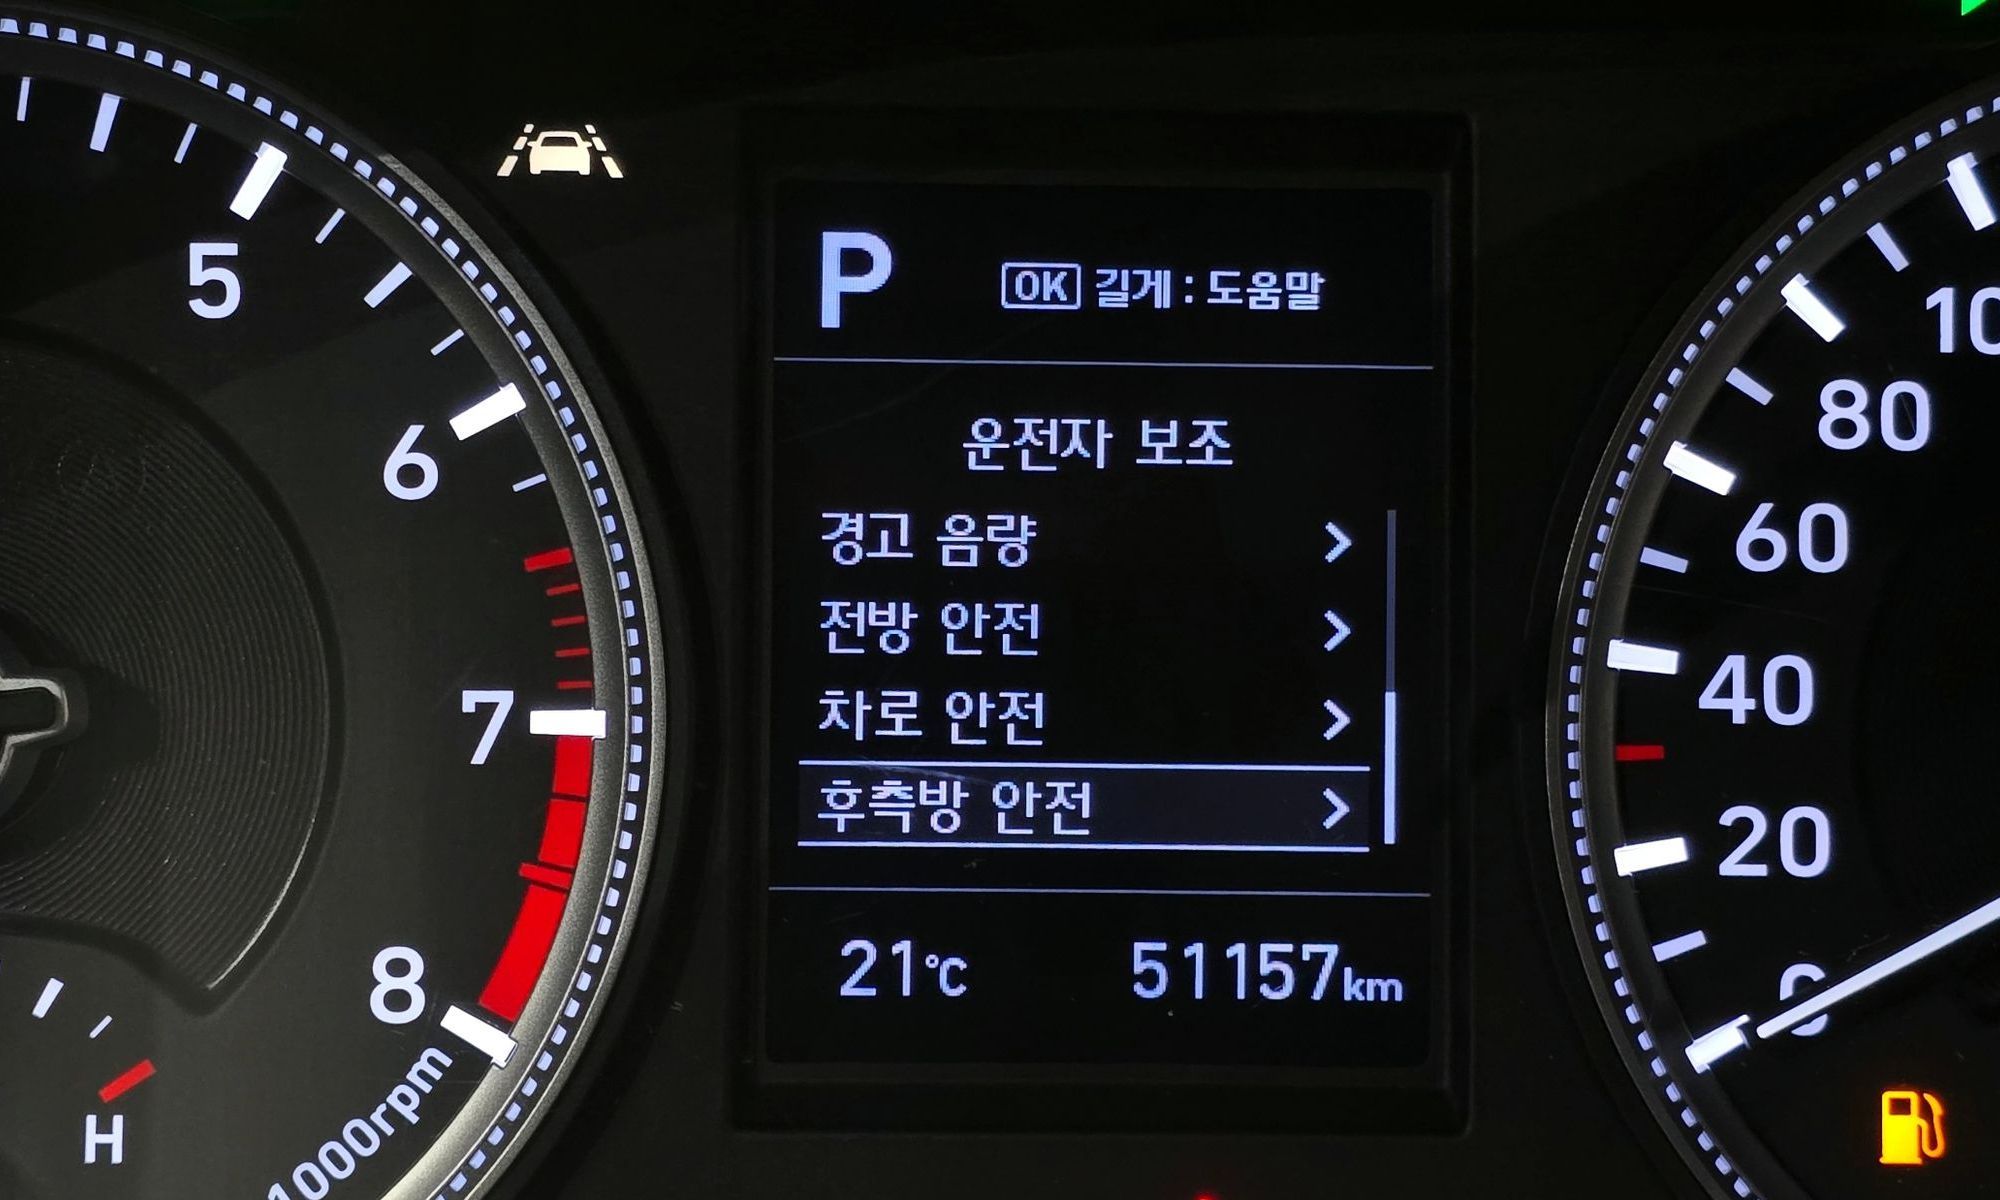 5
6
7
8
1000rpm
H
P
OK 길게 : 도움말
운전자 보조
경고 음량 >
전방 안전 >
차로 안전 >
후측방 안전 >
21℃ 51157km
80
60
40
20
0